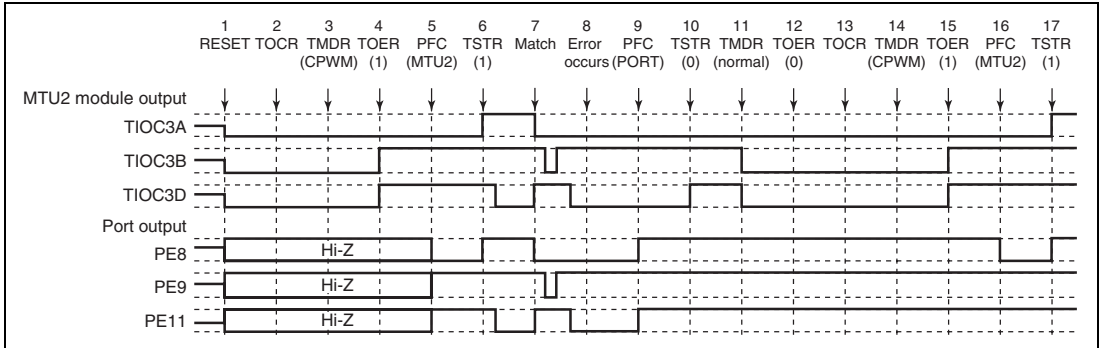 1 2 3 4 5 6 7 8 9 10 11 12 13 14 15 16 17
RESET TOCR TMDR TOER PFC TSTR Match Error PFC TSTR TMDR TOER TOCR TMDR TOER PFC TSTR
(CPWM) (1) (MTU2) (1) occurs (PORT) (0) (normal) (0) (CPWM) (1) (MTU2) (1)
MTU2 module output
TIOC3A
TIOC3B
TIOC3D
Port output
PE8 Hi-Z
PE9 Hi-Z
PE11 Hi-Z